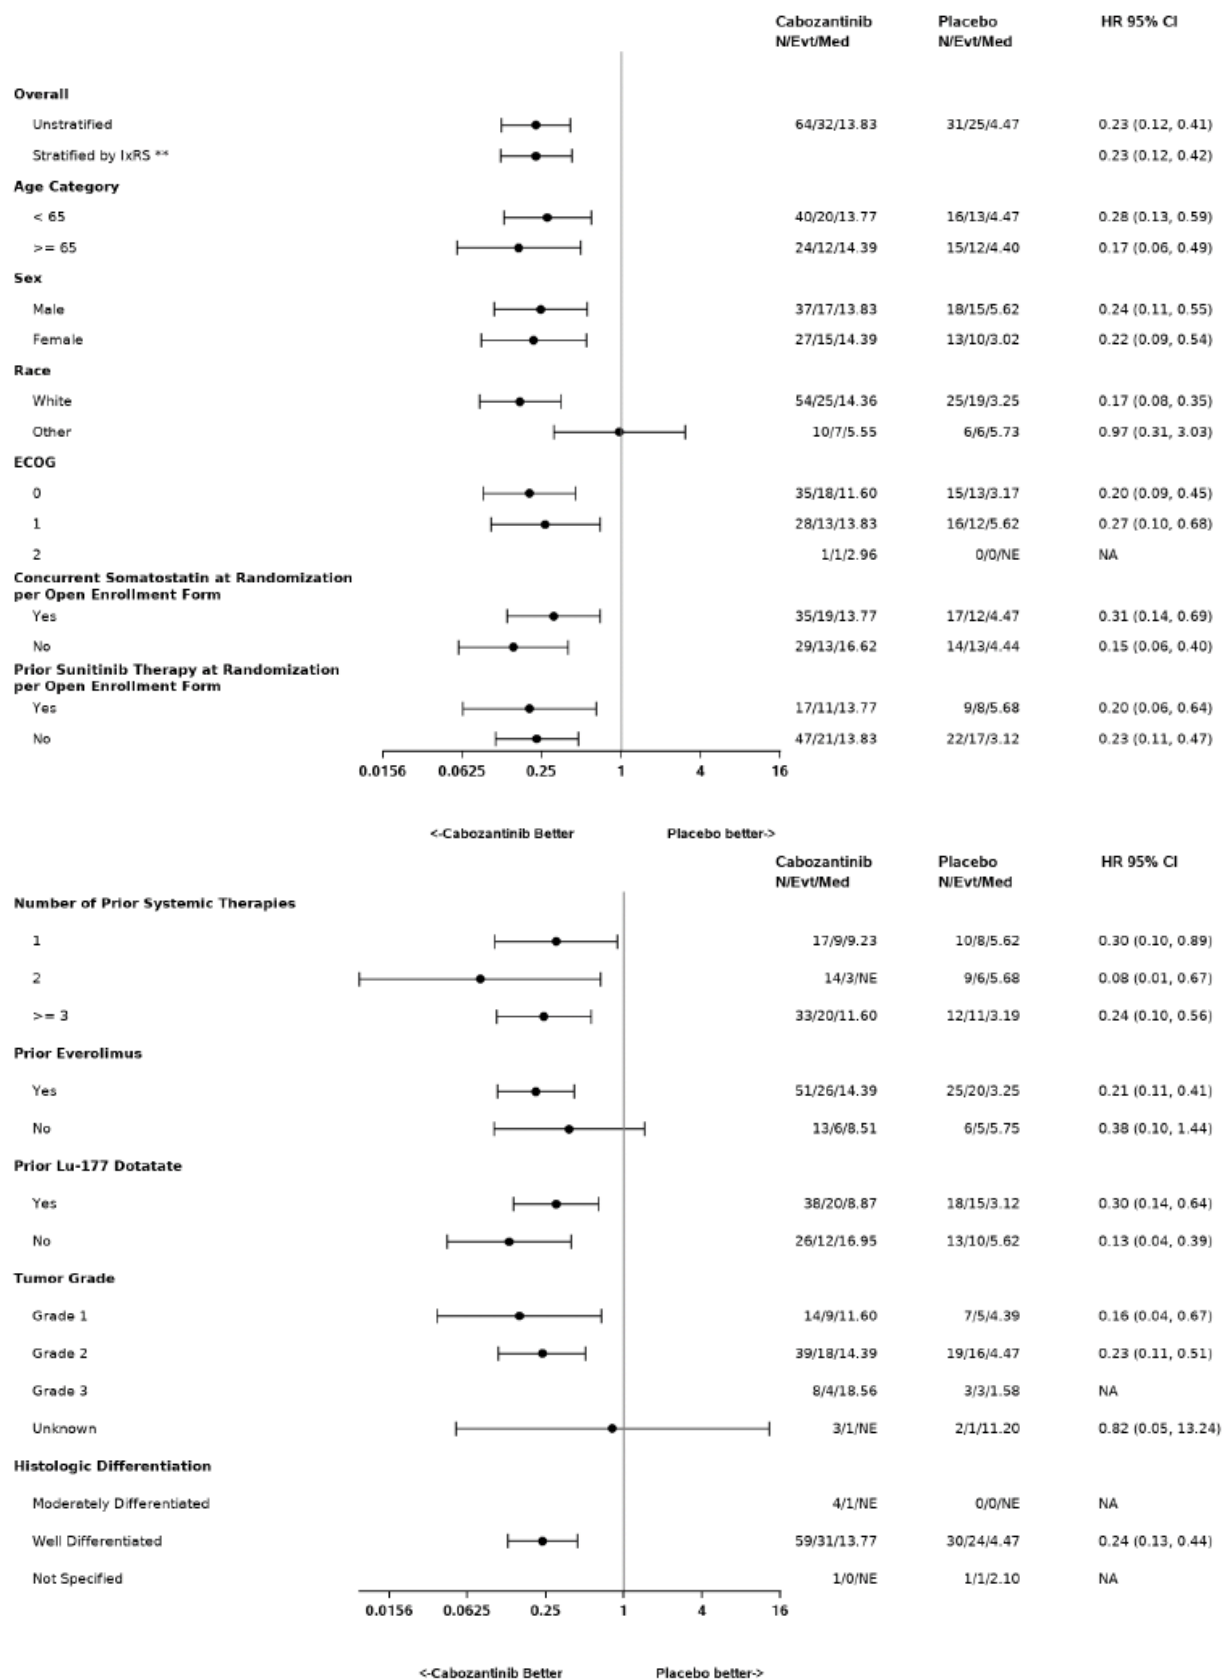 Cabozantinib Placebo HR 95% CI
N/Evt/Med N/Evt/Med
Overall
Unstratified 64/32/13.83 31/25/4.47 0.23 (0.12, 0.41)
Stratified by IxRS ** 0.23 (0.12, 0.42)
Age Category
< 65 40/20/13.77 16/13/4.47 0.28 (0.13, 0.59)
>= 65 24/12/14.39 15/12/4.40 0.17 (0.06, 0.49)
Sex
Male 37/17/13.83 18/15/5.62 0.24 (0.11, 0.55)
Female 27/15/14.39 13/10/3.02 0.22 (0.09, 0.54)
Race
White 54/25/14.36 25/19/3.25 0.17 (0.08, 0.35)
Other 10/7/5.55 6/6/5.73 0.97 (0.31, 3.03)
ECOG
0 35/18/11.60 15/13/3.17 0.20 (0.09, 0.45)
1 28/13/13.83 16/12/5.62 0.27 (0.10, 0.68)
2 1/1/2.96 0/0/NE NA
Concurrent Somatostatin at Randomization
per Open Enrollment Form
Yes 35/19/13.77 17/12/4.47 0.31 (0.14, 0.69)
No 29/13/16.62 14/13/4.44 0.15 (0.06, 0.40)
Prior Sunitinib Therapy at Randomization
per Open Enrollment Form
Yes 17/11/13.77 9/8/5.68 0.20 (0.06, 0.64)
No 47/21/13.83 22/17/3.12 0.23 (0.11, 0.47)
0.0156 0.0625 0.25 1 4 16
<-Cabozantinib Better Placebo better->
Cabozantinib Placebo HR 95% CI
N/Evt/Med N/Evt/Med
Number of Prior Systemic Therapies
1 17/9/9.23 10/8/5.62 0.30 (0.10, 0.89)
2 14/3/NE 9/6/5.68 0.08 (0.01, 0.67)
>= 3 33/20/11.60 12/11/3.19 0.24 (0.10, 0.56)
Prior Everolimus
Yes 51/26/14.39 25/20/3.25 0.21 (0.11, 0.41)
No 13/6/8.51 6/5/5.75 0.38 (0.10, 1.44)
Prior Lu-177 Dotatate
Yes 38/20/8.87 18/15/3.12 0.30 (0.14, 0.64)
No 26/12/16.95 13/10/5.62 0.13 (0.04, 0.39)
Tumor Grade
Grade 1 14/9/11.60 7/5/4.39 0.16 (0.04, 0.67)
Grade 2 39/18/14.39 19/16/4.47 0.23 (0.11, 0.51)
Grade 3 8/4/18.56 3/3/1.58 NA
Unknown 3/1/NE 2/1/11.20 0.82 (0.05, 13.24)
Histologic Differentiation
Moderately Differentiated 4/1/NE 0/0/NE NA
Well Differentiated 59/31/13.77 30/24/4.47 0.24 (0.13, 0.44)
Not Specified 1/0/NE 1/1/2.10 NA
0.0156 0.0625 0.25 1 4 16
<-Cabozantinib Better Placebo better->